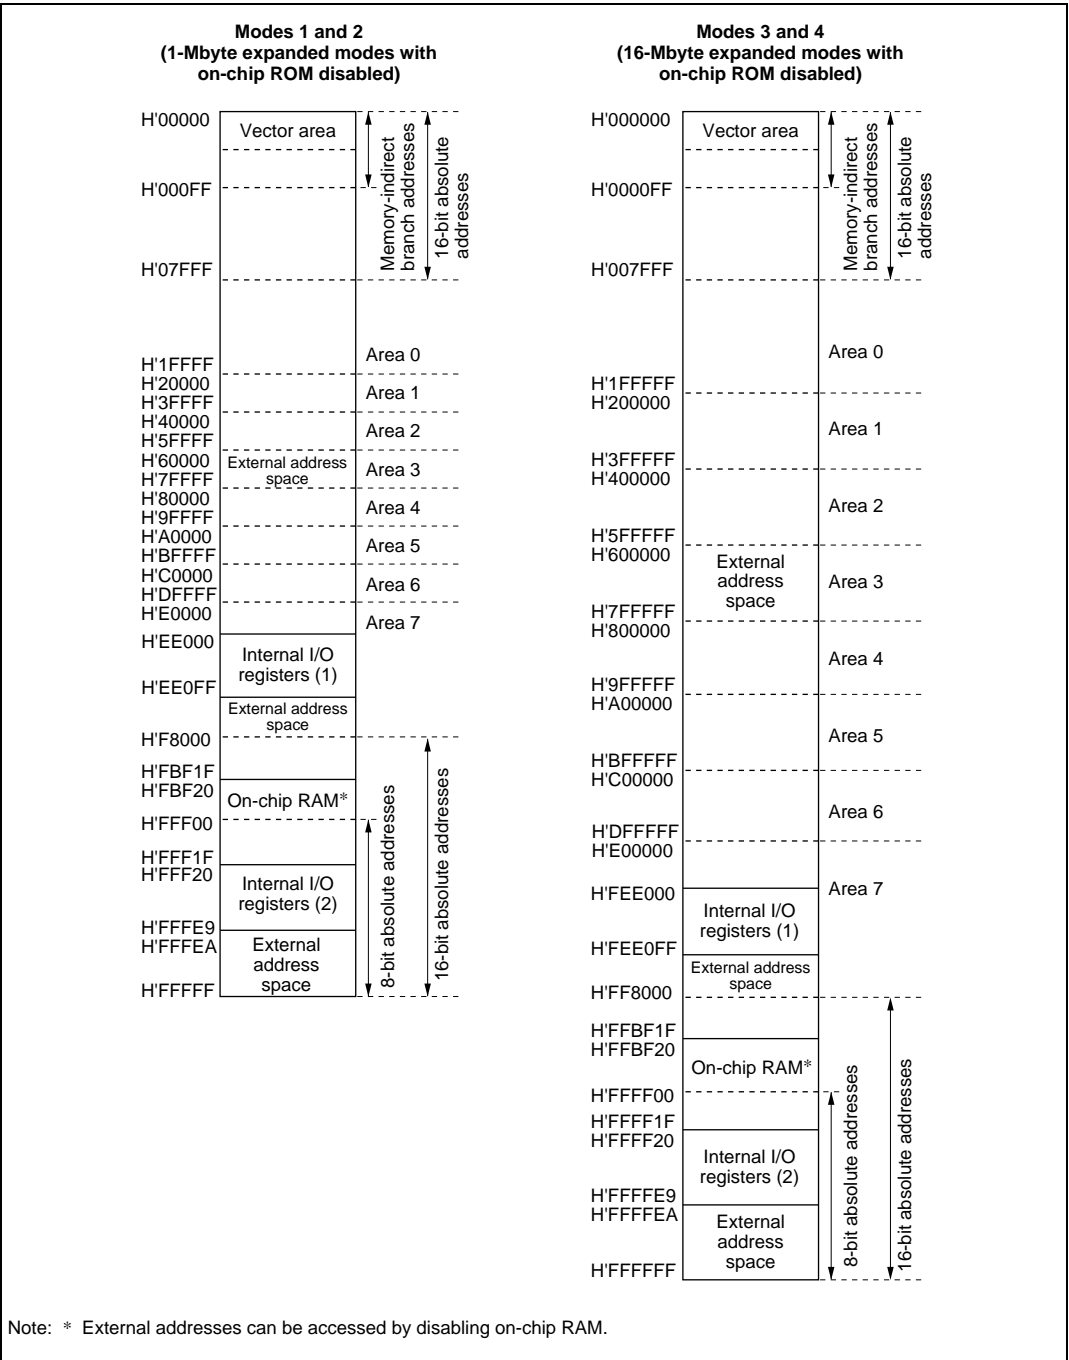 Modes 1 and 2
(1-Mbyte expanded modes with
on-chip ROM disabled)
H'00000
Vector area
H'000FF
H'07FFF
Memory-indirect
branch addresses
16-bit absolute
addresses
H'1FFFF
Area 0
H'20000
H'3FFFF
Area 1
H'40000
H'5FFFF
Area 2
H'60000
H'7FFFF
External address
space
Area 3
H'80000
H'9FFFF
Area 4
H'A0000
H'BFFFF
Area 5
H'C0000
H'DFFFF
Area 6
H'E0000
Area 7
H'EE000
Internal I/O
registers (1)
H'EE0FF
External address
space
H'F8000
H'FBF1F
H'FBF20
On-chip RAM*
H'FFF00
H'FFF1F
H'FFF20
Internal I/O
registers (2)
H'FFFE9
H'FFFEA
External
address
space
H'FFFFF
8-bit absolute addresses
16-bit absolute addresses
Modes 3 and 4
(16-Mbyte expanded modes with
on-chip ROM disabled)
H'000000
Vector area
H'0000FF
H'007FFF
Memory-indirect
branch addresses
16-bit absolute
addresses
Area 0
H'1FFFFF
H'200000
Area 1
H'3FFFFF
H'400000
Area 2
H'5FFFFF
H'600000
External
address
space
Area 3
H'7FFFFF
H'800000
Area 4
H'9FFFFF
H'A00000
Area 5
H'BFFFFF
H'C00000
Area 6
H'DFFFFF
H'E00000
Area 7
H'FEE000
Internal I/O
registers (1)
H'FEE0FF
External address
space
H'FF8000
H'FFBF1F
H'FFBF20
On-chip RAM*
H'FFFF00
H'FFFF1F
H'FFFF20
Internal I/O
registers (2)
H'FFFFE9
H'FFFFEA
External
address
space
H'FFFFFF
8-bit absolute addresses
16-bit absolute addresses
Note: * External addresses can be accessed by disabling on-chip RAM.